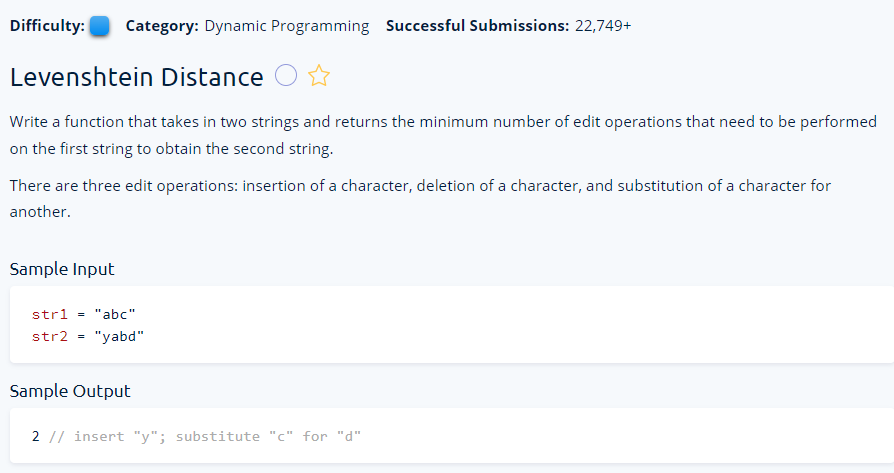 Difficulty: Category: Dynamic Programming Successful Submissions: 22,749+
Levenshtein Distance
Write a function that takes in two strings and returns the minimum number of edit operations that need to be performed
on the first string to obtain the second string.
There are three edit operations: insertion of a character, deletion of a character, and substitution of a character for
another.
Sample Input
str1 = "abc"
str2 = "yabd"
Sample Output
2 // insert "y"; substitute "c" for "d"